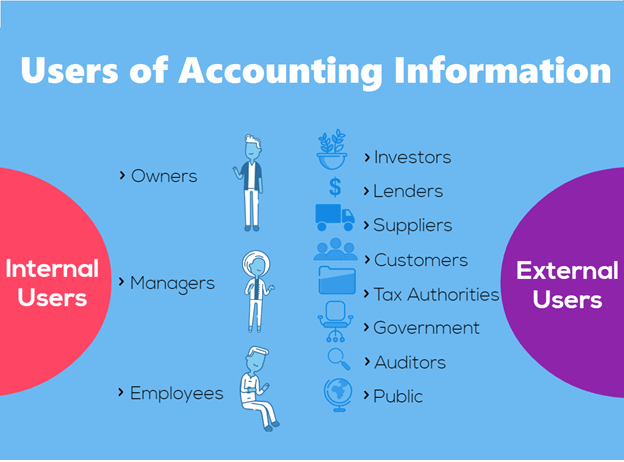 Users of Accounting Information
Internal
Users
› Owners
› Managers
› Employees
› Investors
$
› Lenders
› Suppliers
› Customers
› Tax Authorities
› Government
› Auditors
› Public
External
Users